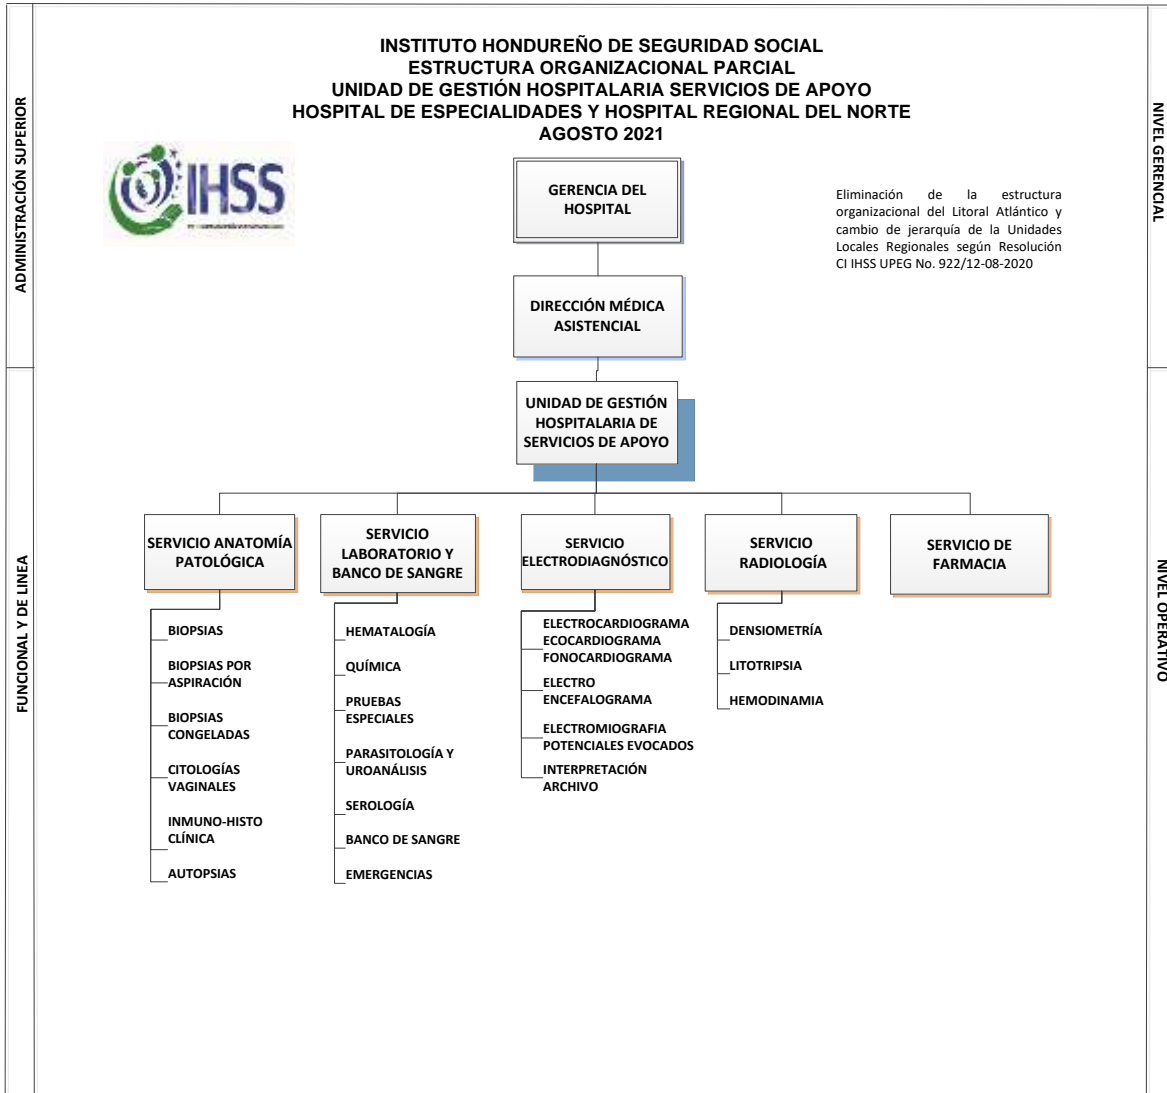 INSTITUTO HONDUREÑO DE SEGURIDAD SOCIAL
ESTRUCTURA ORGANIZACIONAL PARCIAL
UNIDAD DE GESTIÓN HOSPITALARIA SERVICIOS DE APOYO
HOSPITAL DE ESPECIALIDADES Y HOSPITAL REGIONAL DEL NORTE
AGOSTO 2021
ADMINISTRACIÓN SUPERIOR
NIVEL GERENCIAL
IHSS
GERENCIA DEL
HOSPITAL
Eliminación de la estructura
organizacional del Litoral Atlántico y
cambio de jerarquía de la Unidades
Locales Regionales según Resolución
CI IHSS UPEG No. 922/12-08-2020
DIRECCIÓN MÉDICA
ASISTENCIAL
FUNCIONAL Y DE LINEA
NIVEL OPERATIVO
UNIDAD DE GESTIÓN
HOSPITALARIA DE
SERVICIOS DE APOYO
SERVICIO ANATOMÍA
PATOLÓGICA
BIOPSIAS
BIOPSIAS POR
ASPIRACIÓN
BIOPSIAS
CONGELADAS
CITOLOGÍAS
VAGINALES
INMUNO-HISTO
CLÍNICA
AUTOPSIAS
SERVICIO
LABORATORIO Y
BANCO DE SANGRE
HEMATALOGÍA
QUÍMICA
PRUEBAS
ESPECIALES
PARASITOLOGÍA Y
UROANÁLISIS
SEROLOGÍA
BANCO DE SANGRE
EMERGENCIAS
SERVICIO
ELECTRODIAGNÓSTICO
ELECTROCARDIOGRAMA
ECOCARDIOGRAMA
FONOCARDIOGRAMA
ELECTRO
ENCEFALOGRAMA
ELECTROMIOGRAFIA
POTENCIALES EVOCADOS
INTERPRETACIÓN
ARCHIVO
SERVICIO
RADIOLOGÍA
DENSIOMETRÍA
LITOTRIPSIA
HEMODINAMIA
SERVICIO DE
FARMACIA